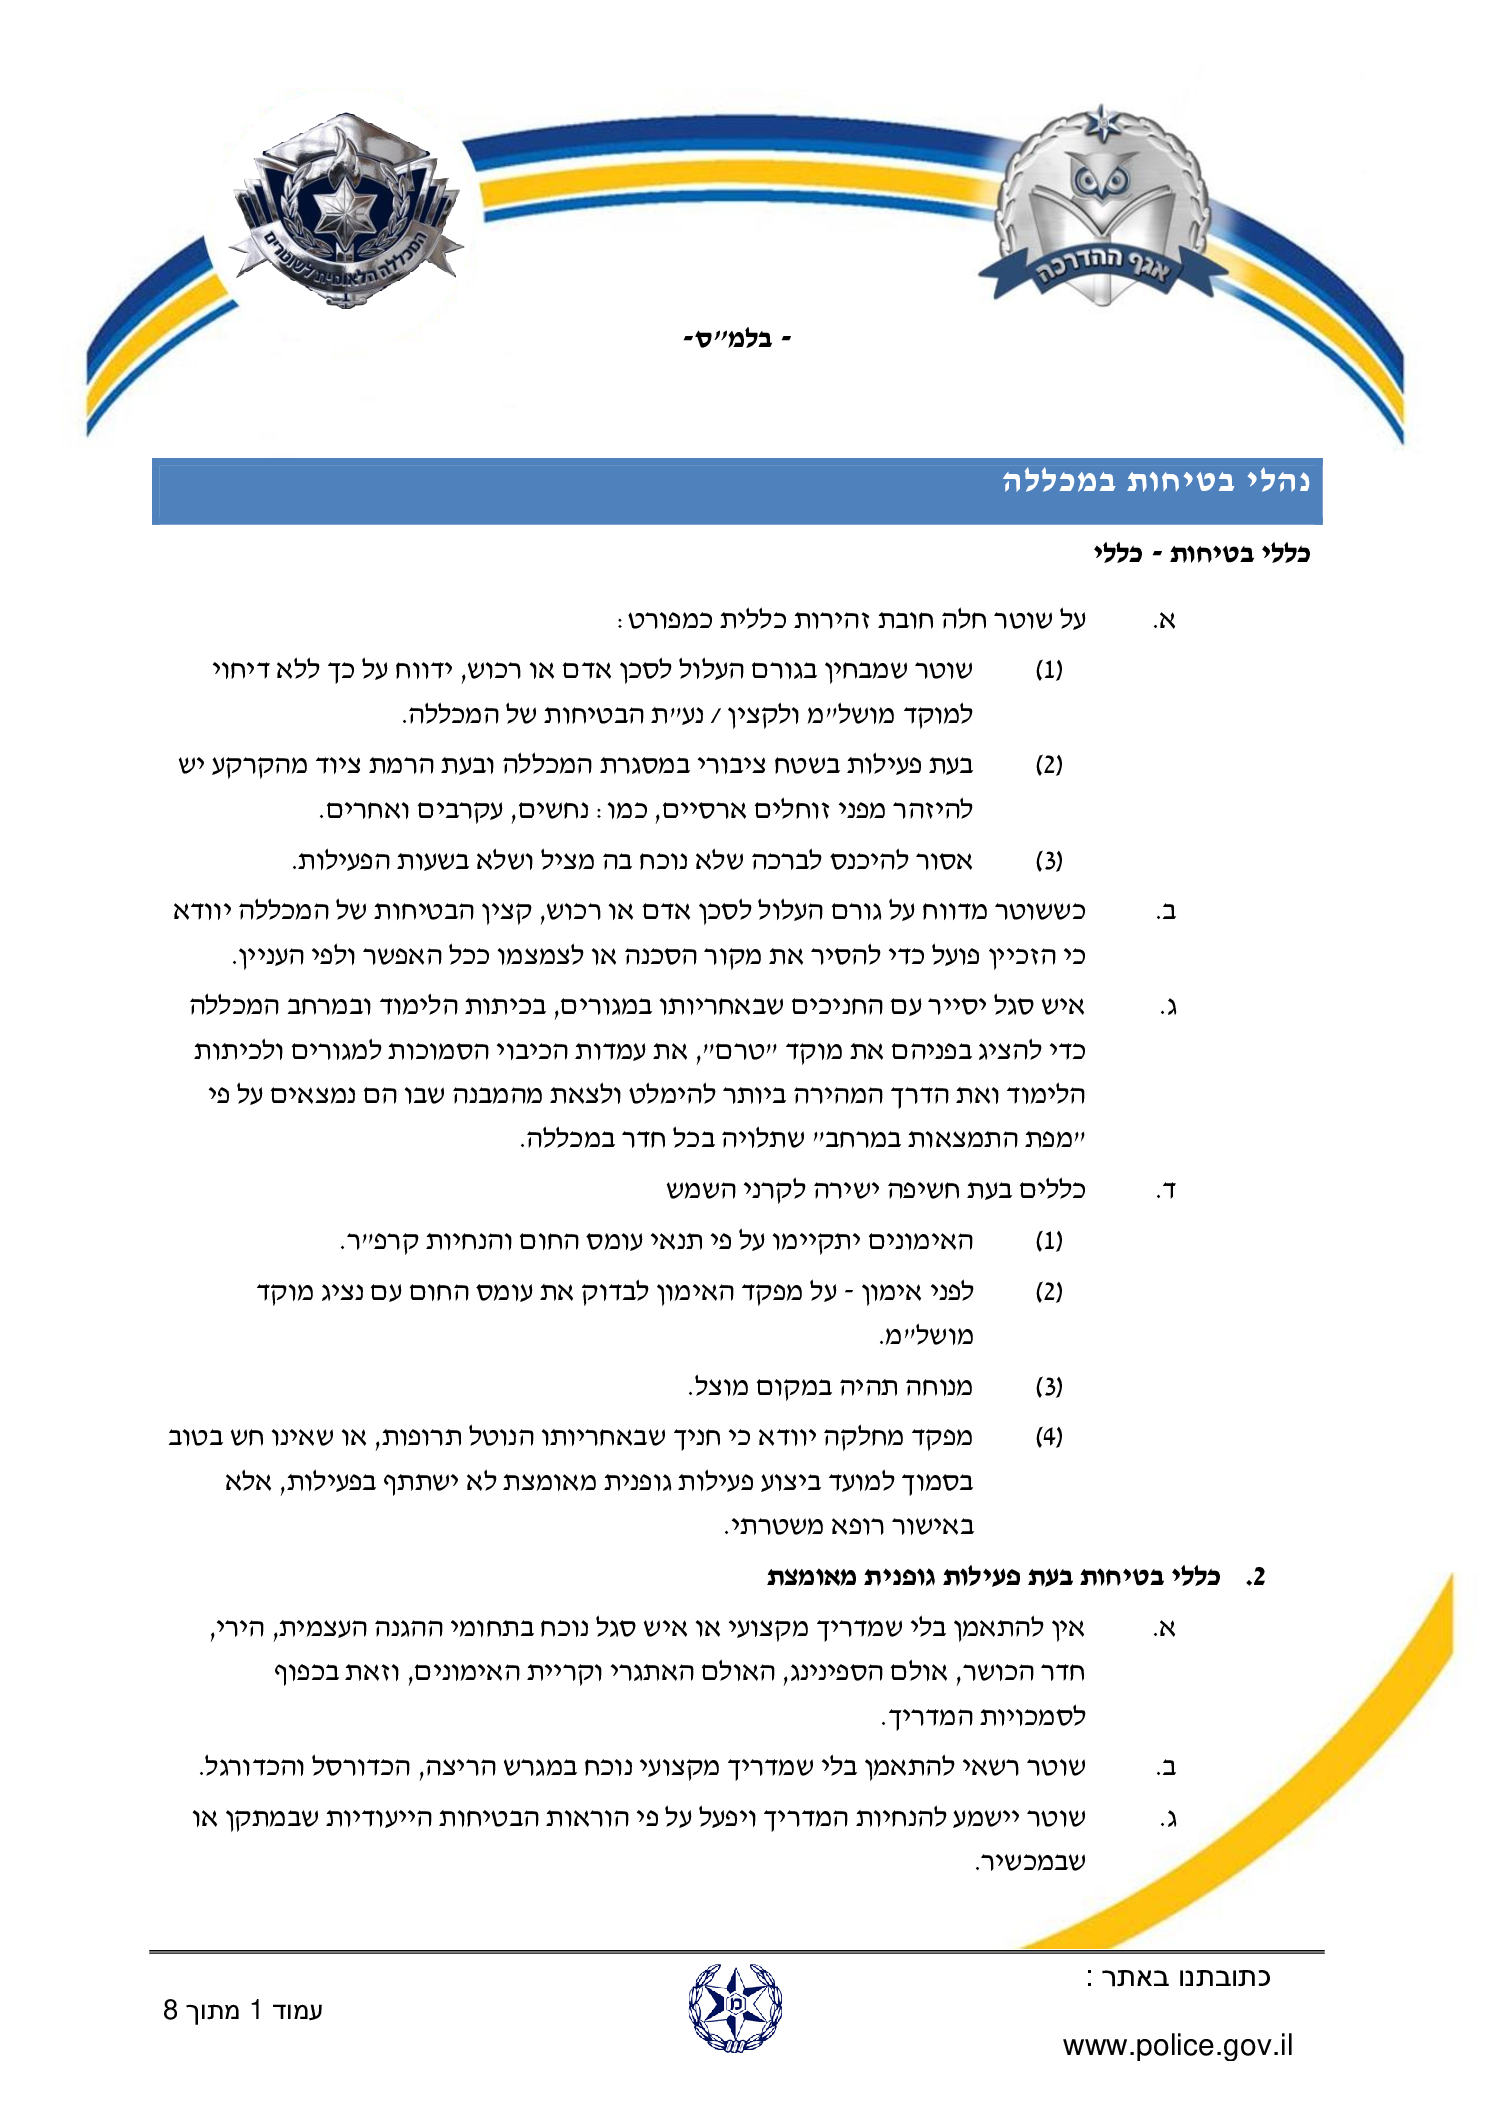 המכללה הלאומית לשוטרים
אגף ההדרכה
- בלמ"ס-
נהלי בטיחות במכללה
כללי בטיחות - כללי
א. על שוטר חלה חובת זהירות כללית כמפורט:
(1) שוטר שמבחין בגורם העלול לסכן אדם או רכוש, ידווח על כך ללא דיחוי
למוקד מושל"מ ולקצין / נע"ת הבטיחות של המכללה.
(2) בעת פעילות בשטח ציבורי במסגרת המכללה ובעת הרמת ציוד מהקרקע יש
להיזהר מפני זוחלים ארסיים, כמו: נחשים, עקרבים ואחרים.
(3) אסור להיכנס לברכה שלא נוכח בה מציל ושלא בשעות הפעילות.
ב. כששוטר מדווח על גורם העלול לסכן אדם או רכוש, קצין הבטיחות של המכללה יוודא
כי הזכיין פועל כדי להסיר את מקור הסכנה או לצמצמו ככל האפשר ולפי העניין.
ג. איש סגל יסייר עם החניכים שבאחריותו במגורים, בכיתות הלימוד ובמרחב המכללה
כדי להציג בפניהם את מוקד "טרם", את עמדות הכיבוי הסמוכות למגורים ולכיתות
הלימוד ואת הדרך המהירה ביותר להימלט ולצאת מהמבנה שבו הם נמצאים על פי
"מפת התמצאות במרחב" שתלויה בכל חדר במכללה.
ד. כללים בעת חשיפה ישירה לקרני השמש
(1) האימונים יתקיימו על פי תנאי עומס החום והנחיות קרפ"ר.
(2) לפני אימון - על מפקד האימון לבדוק את עומס החום עם נציג מוקד
מושל"מ.
(3) מנוחה תהיה במקום מוצל.
(4) מפקד מחלקה יוודא כי חניך שבאחריותו הנוטל תרופות, או שאינו חש בטוב
בסמוך למועד ביצוע פעילות גופנית מאומצת לא ישתתף בפעילות, אלא
באישור רופא משטרתי.
2. כללי בטיחות בעת פעילות גופנית מאומצת
א. אין להתאמן בלי שמדריך מקצועי או איש סגל נוכח בתחומי ההגנה העצמית, הירי,
חדר הכושר, אולם הספינינג, האולם האתגרי וקריית האימונים, וזאת בכפוף
לסמכויות המדריך.
ב. שוטר רשאי להתאמן בלי שמדריך מקצועי נוכח במגרש הריצה, הכדורסל והכדורגל.
ג. שוטר יישמע להנחיות המדריך ויפעל על פי הוראות הבטיחות הייעודיות שבמתקן או
שבמכשיר.
כתובתנו באתר :
www.police.gov.il
מ
עמוד 1 מתוך 8